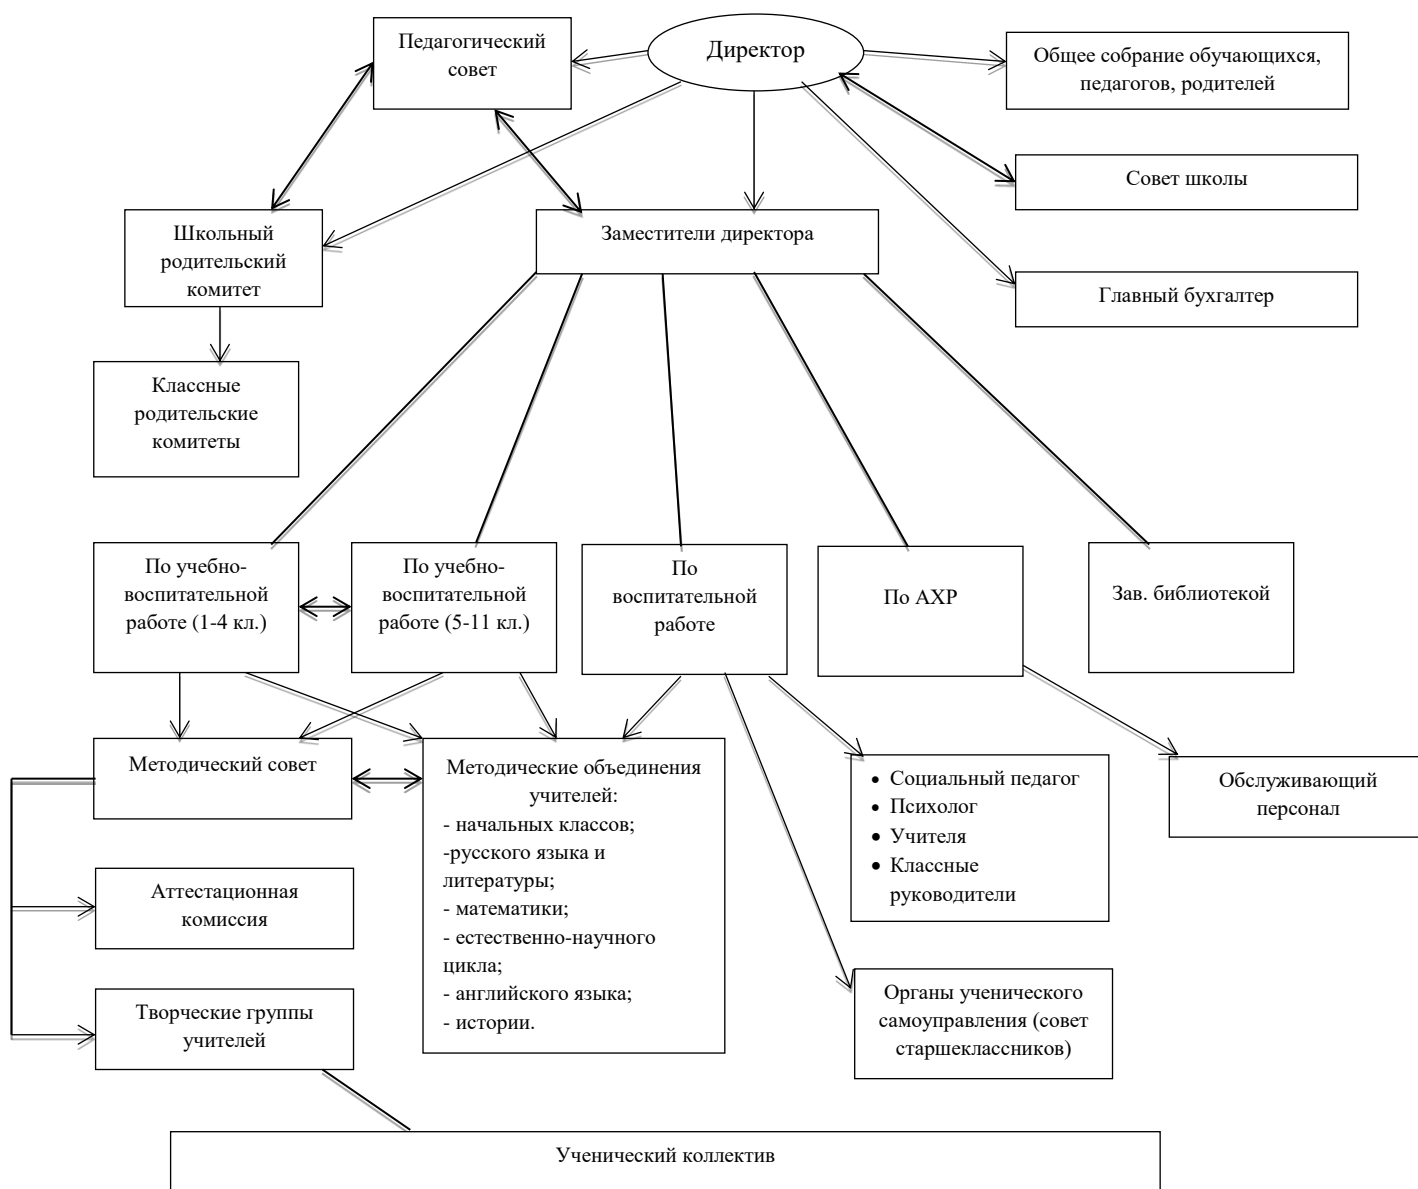 Педагогический
совет
Директор
Общее собрание обучающихся,
педагогов, родителей
Совет школы
Школьный
родительский
комитет
Заместители директора
Главный бухгалтер
Классные
родительские
комитеты
По учебно-
воспитательной
работе (1-4 кл.)
По учебно-
воспитательной
работе (5-11 кл.)
По
воспитательной
работе
По АХР
Зав. библиотекой
Методический совет
Методические объединения
учителей:
- начальных классов;
-русского языка и
литературы;
- математики;
- естественно-научного
цикла;
- английского языка;
- истории.
• Социальный педагог
• Психолог
• Учителя
• Классные
руководители
Обслуживающий
персонал
Аттестационная
комиссия
Творческие группы
учителей
Органы ученического
самоуправления (совет
старшеклассников)
Ученический коллектив